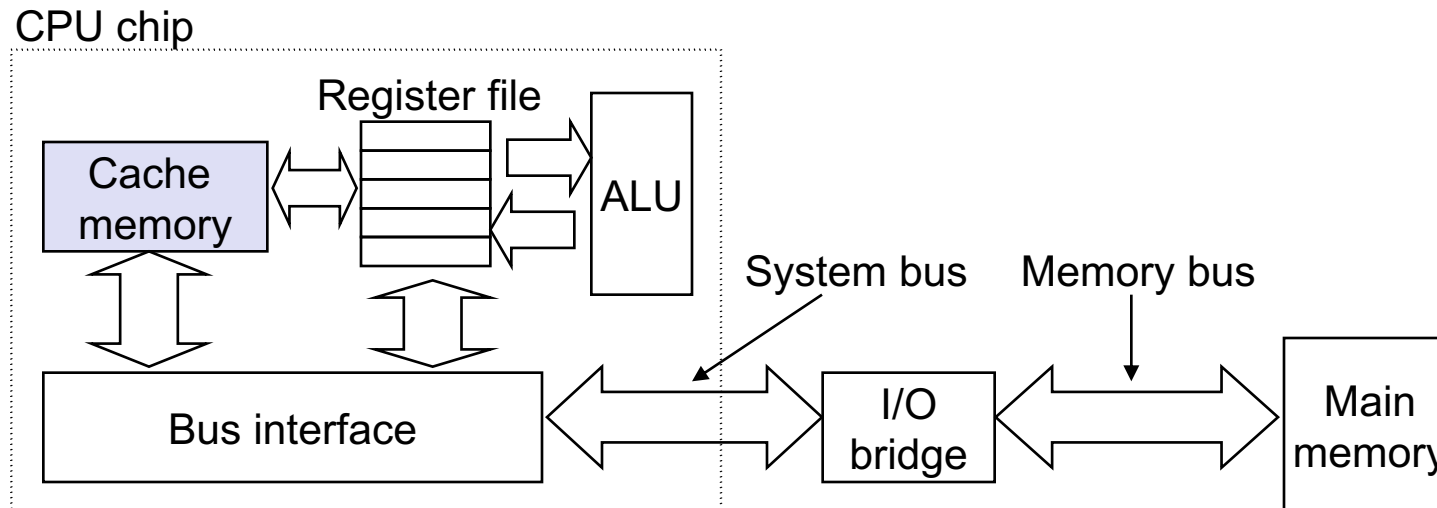 CPU chip
Register file
Cache
memory
ALU
System bus
Memory bus
Bus interface
I/O
bridge
Main
memory